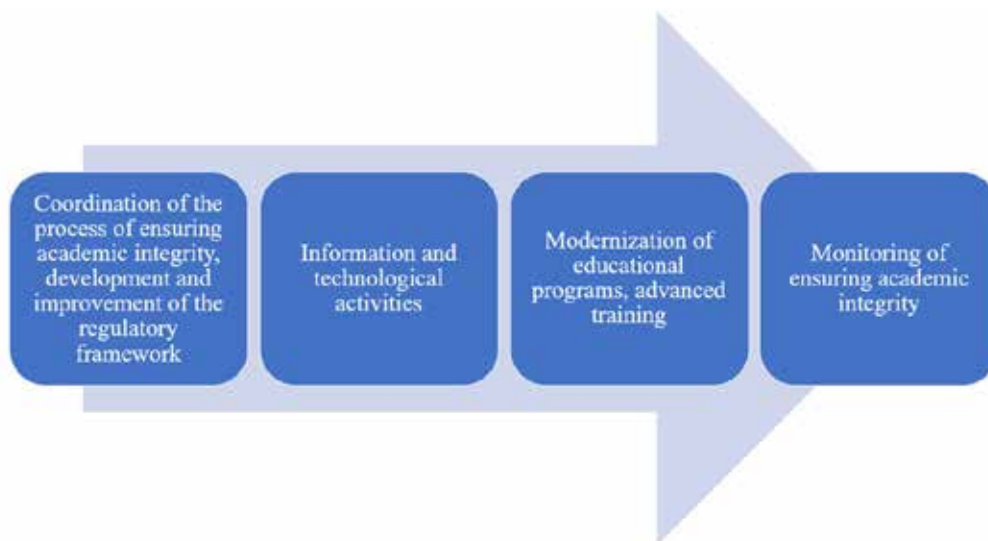 Coordination of the
process of ensuring
academic integrity,
development and
improvement of the
regulatory
framework
Information and
technological
activities
Modernization of
educational
programs, advanced
training
Monitoring of
ensuring academic
integrity